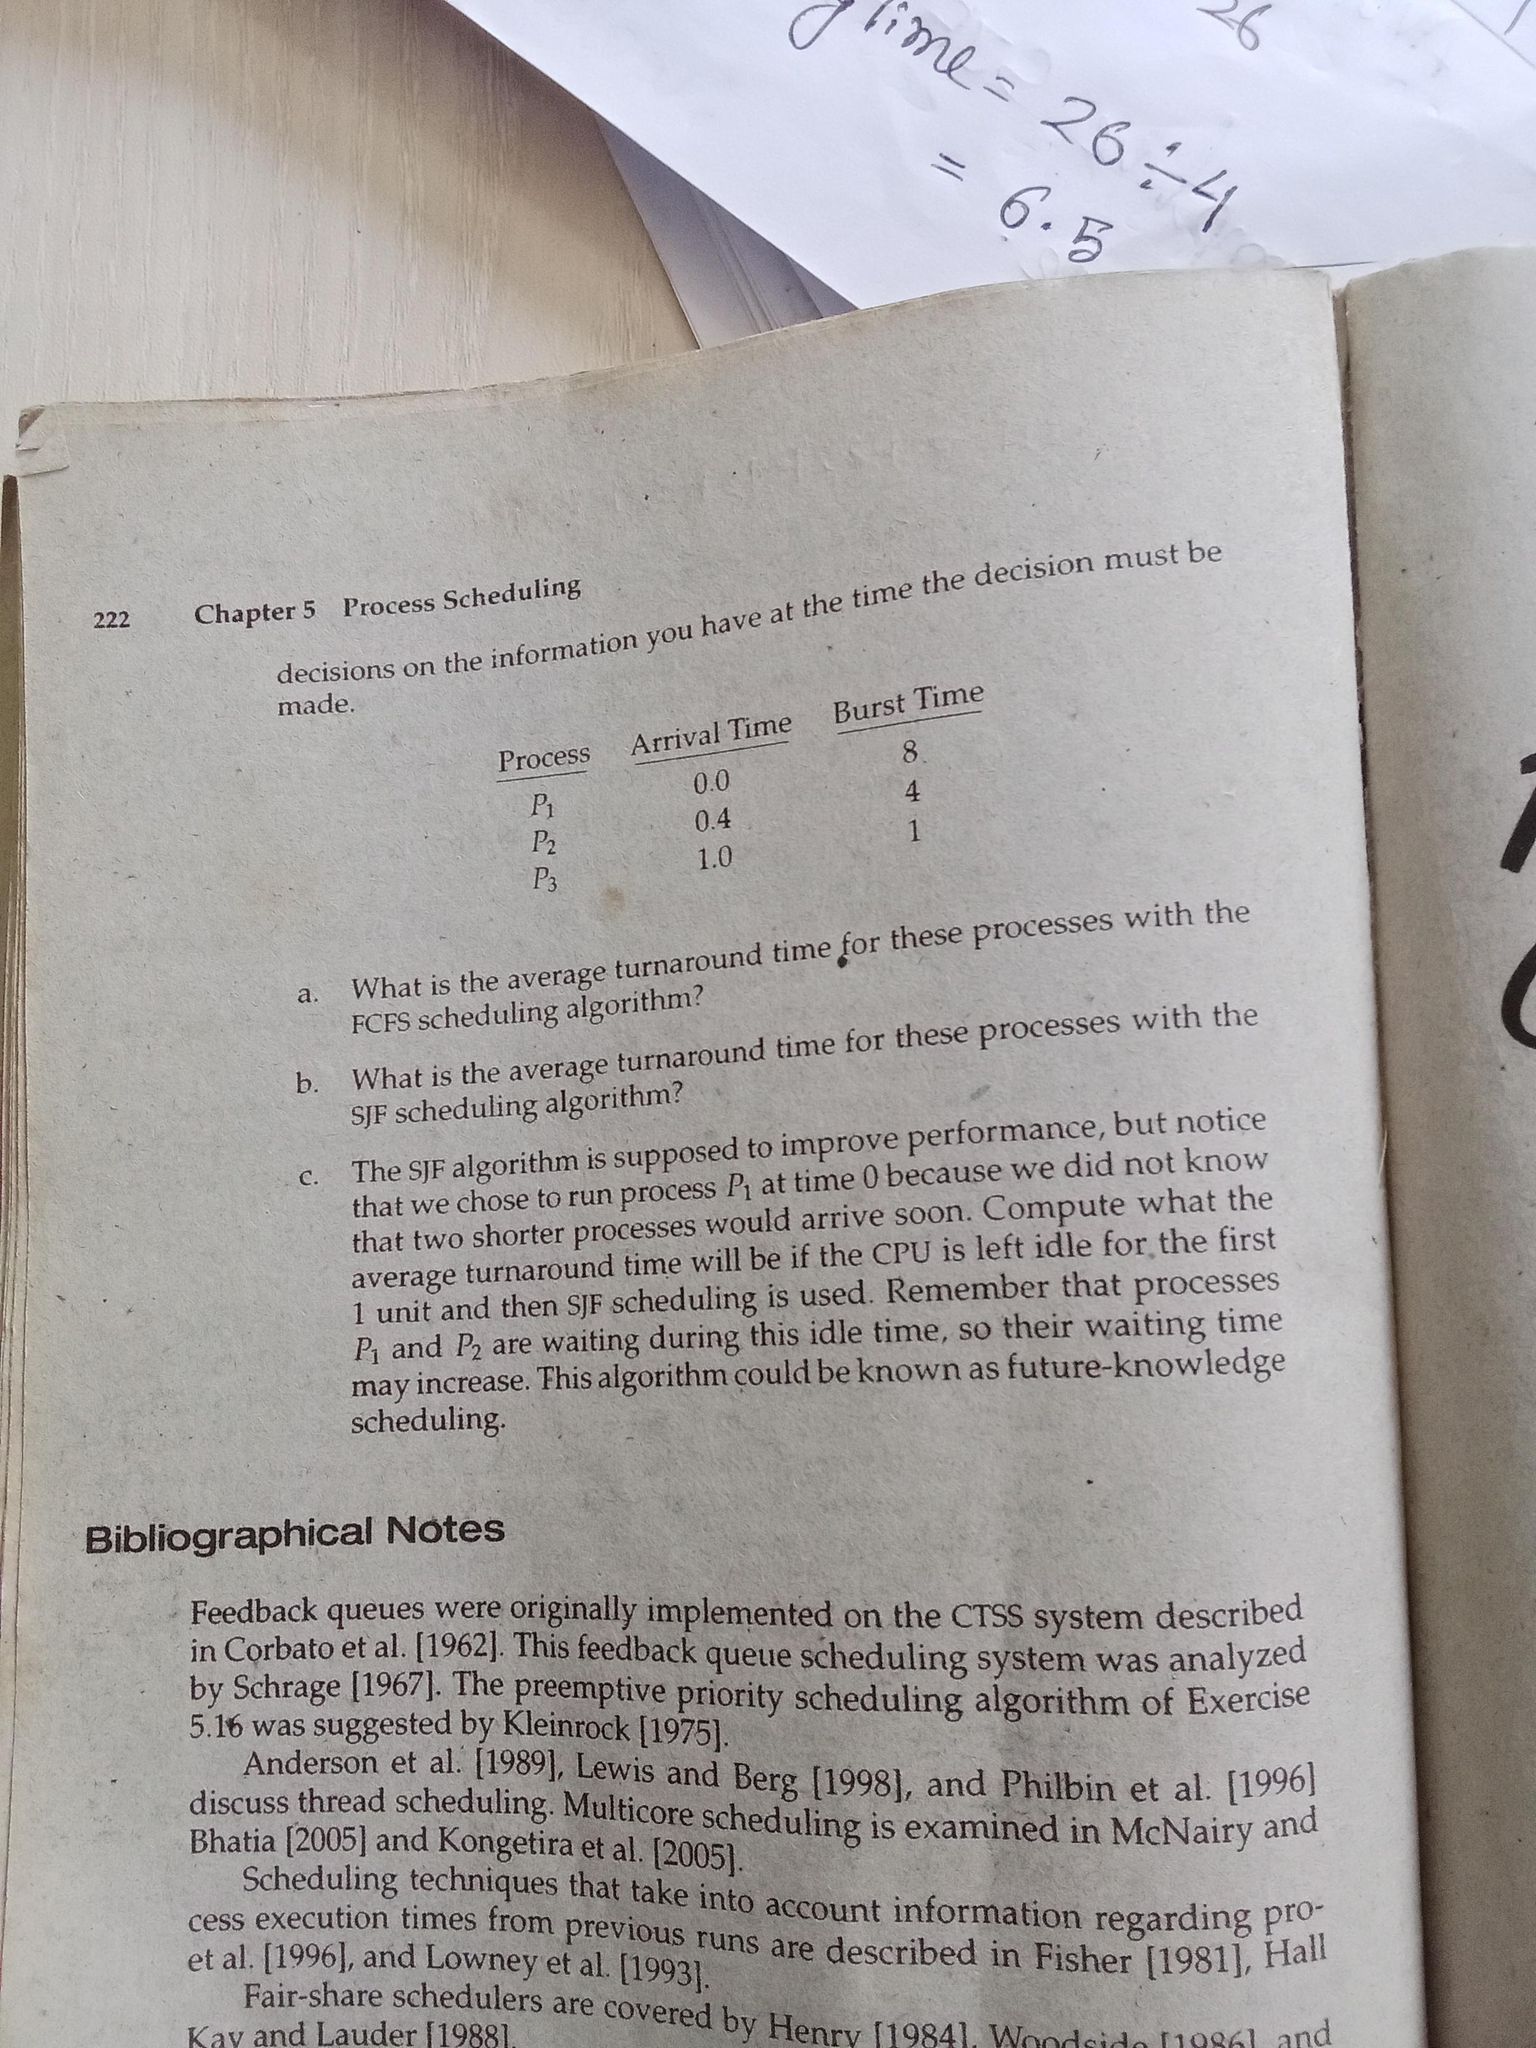 g Time = 26 ÷ 4
26
= 6.5
222 Chapter 5 Process Scheduling
decisions on the information you have at the time the decision must be
made.
Process Arrival Time Burst Time
P1 0.0 8
P2 0.4 4
P3 1.0 1
a. What is the average turnaround time for these processes with the
FCFS scheduling algorithm?
b. What is the average turnaround time for these processes with the
SJF scheduling algorithm?
c. The SJF algorithm is supposed to improve performance, but notice
that we chose to run process P1 at time 0 because we did not know
that two shorter processes would arrive soon. Compute what the
average turnaround time will be if the CPU is left idle for the first
1 unit and then SJF scheduling is used. Remember that processes
P1 and P2 are waiting during this idle time, so their waiting time
may increase. This algorithm could be known as future-knowledge
scheduling.
Bibliographical Notes
Feedback queues were originally implemented on the CTSS system described
in Corbato et al. [1962]. This feedback queue scheduling system was analyzed
by Schrage [1967]. The preemptive priority scheduling algorithm of Exercise
5.16 was suggested by Kleinrock [1975].
Anderson et al. [1989], Lewis and Berg [1998], and Philbin et al. [1996]
discuss thread scheduling. Multicore scheduling is examined in McNairy and
Bhatia [2005] and Kongetira et al. [2005].
Scheduling techniques that take into account information regarding pro-
cess execution times from previous runs are described in Fisher [1981], Hall
et al. [1996], and Lowney et al. [1993].
Fair-share schedulers are covered by Henry [1984], Woodside [1986], and
Kay and Lauder [1988].